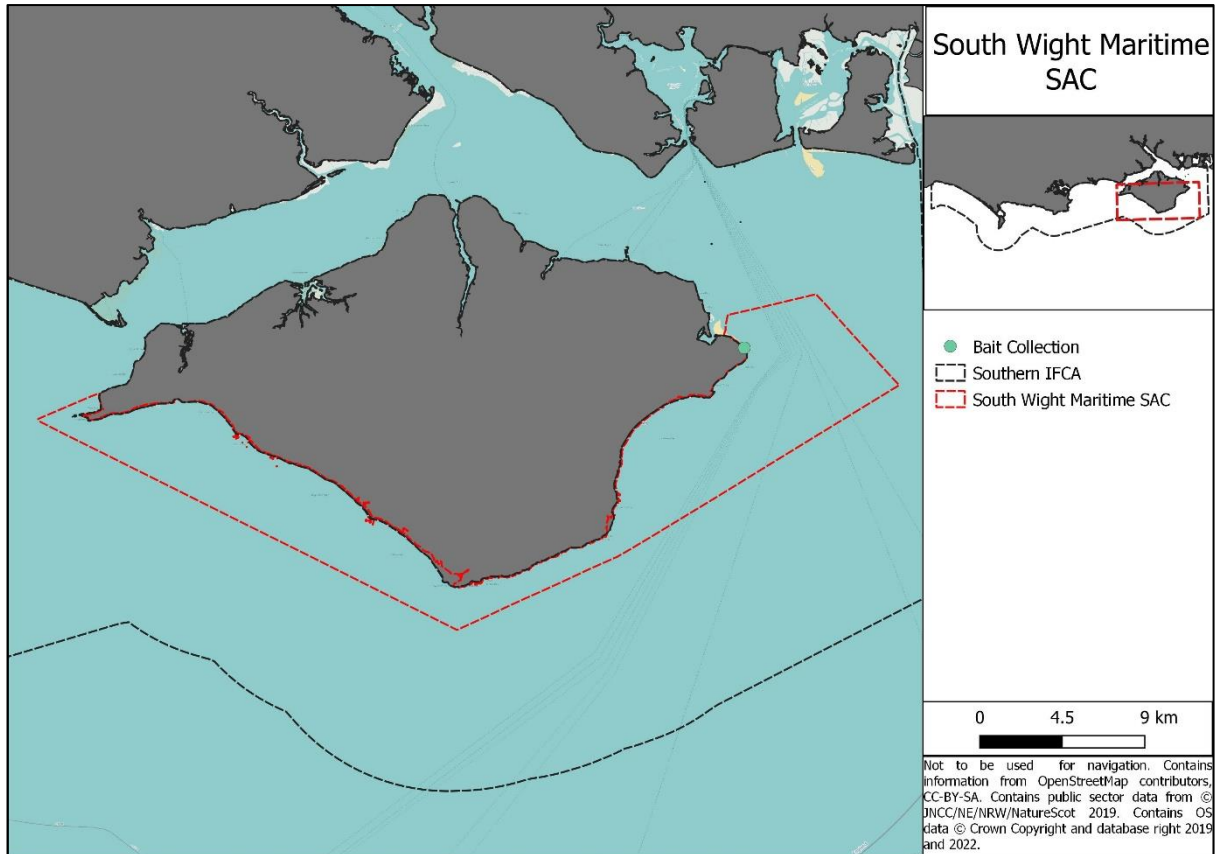 South Wight Maritime
SAC
Bait Collection
Southern IFCA
South Wight Maritime SAC
0 4.5 9 km
Not to be used for navigation. Contains
information from OpenStreetMap contributors,
CC-BY-SA. Contains public sector data from ©
JNCC/NE/NRW/NatureScot 2019. Contains OS
data © Crown Copyright and database right 2019
and 2022.